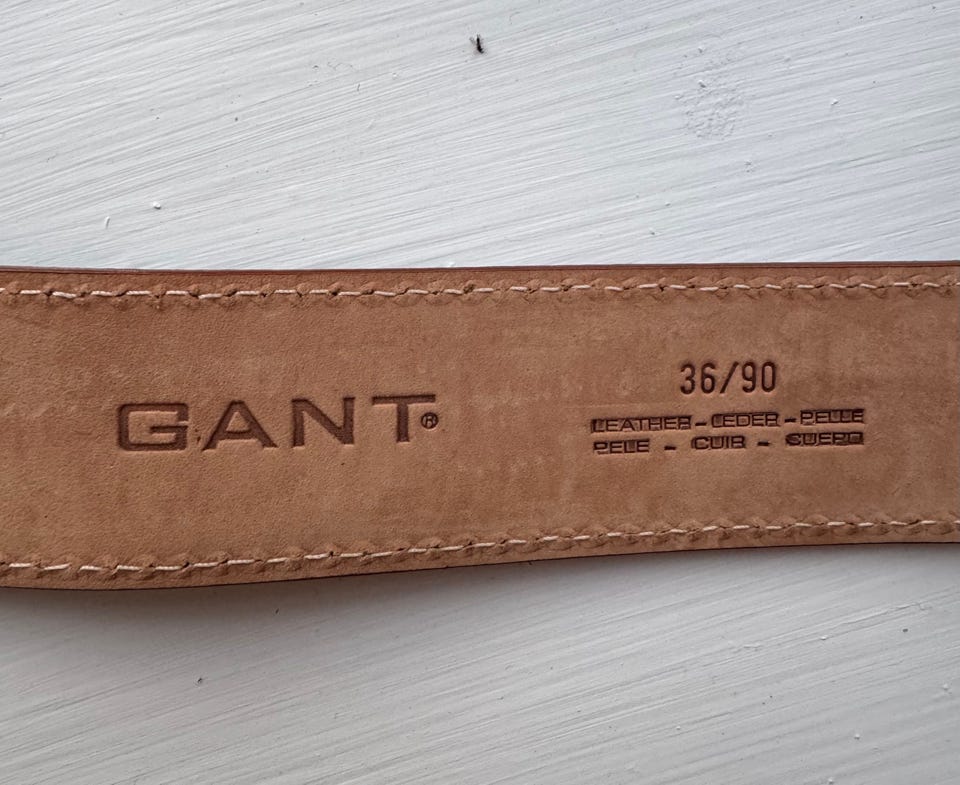 GANT®
36/90
LEATHER - LEDER - PELLE
PELE - CUIR - CUERO